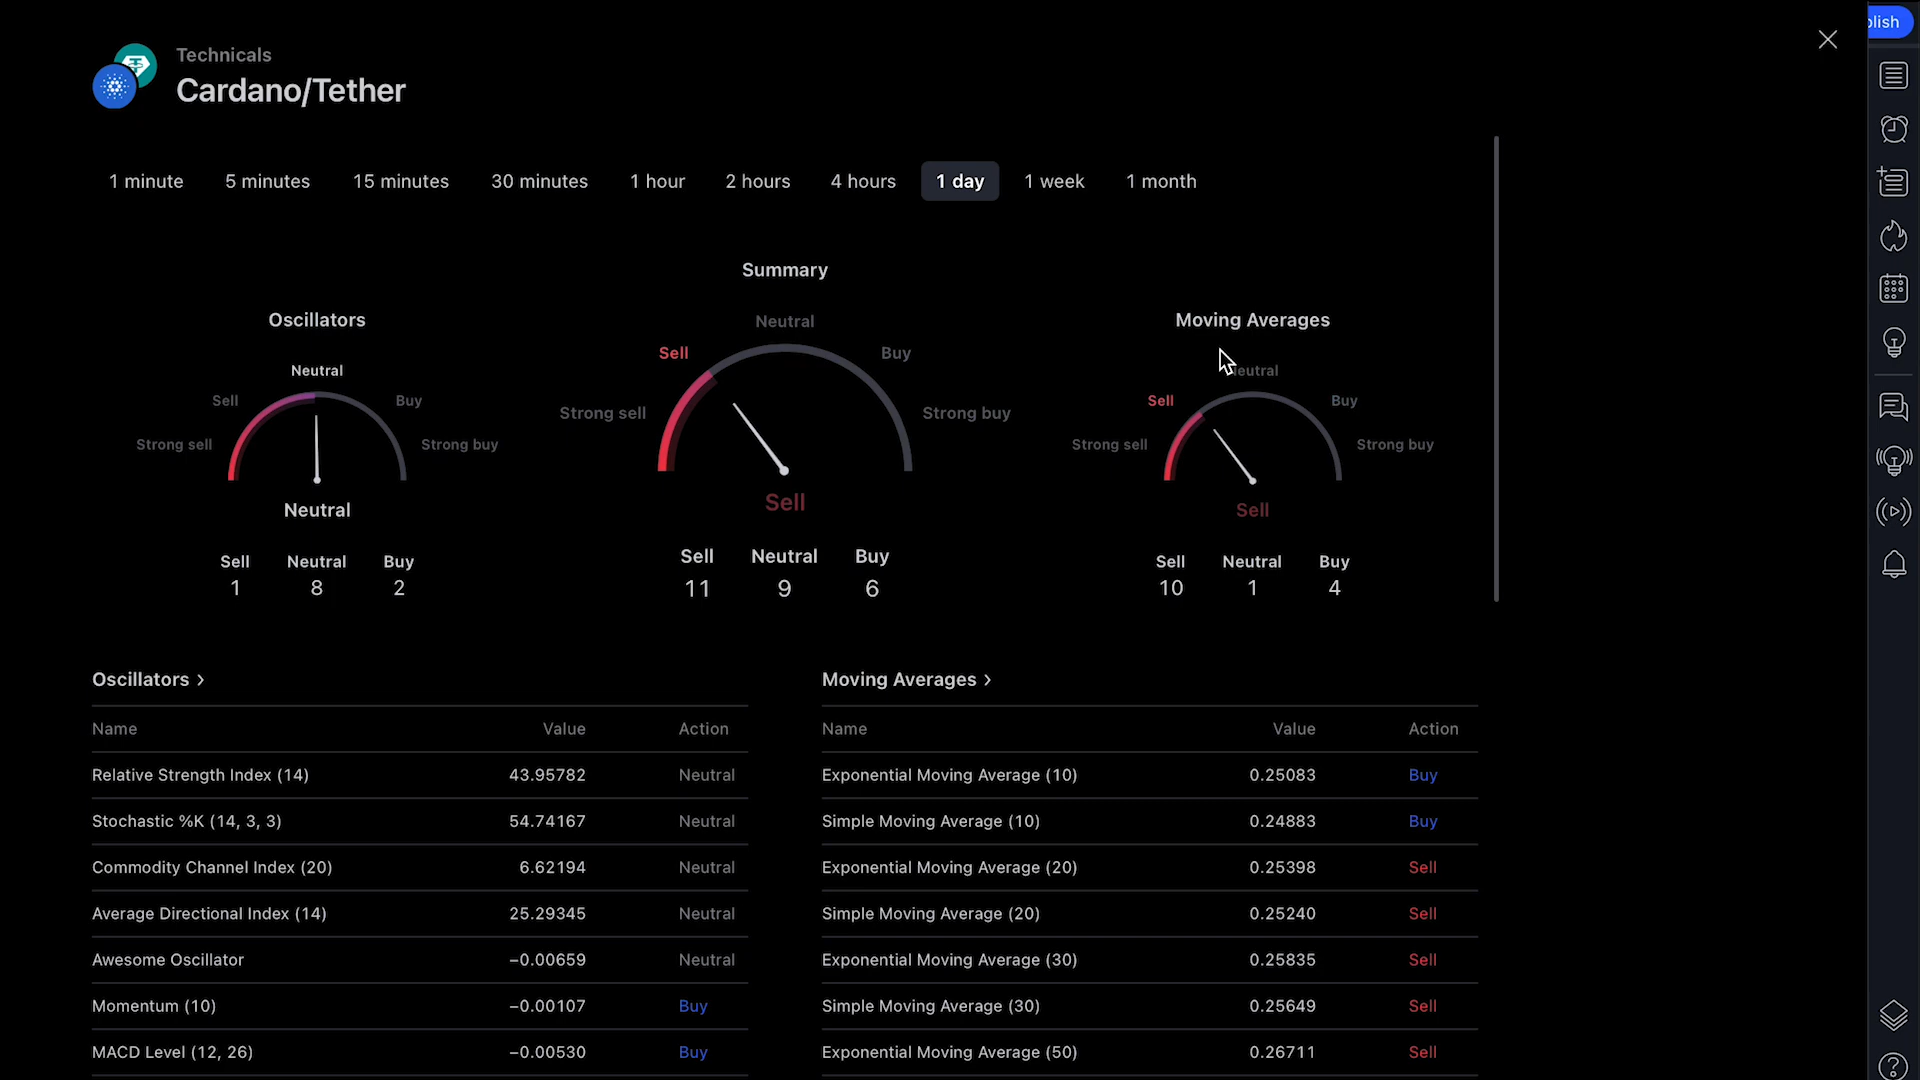 lish
Technicals
Cardano/Tether
1 minute 5 minutes 15 minutes 30 minutes 1 hour 2 hours 4 hours 1 day 1 week 1 month
Summary
Neutral
Sell Buy
Strong sell Strong buy
Sell
Sell Neutral Buy
11 9 6
Oscillators
Neutral
Sell Buy
Strong sell Strong buy
Neutral
Sell Neutral Buy
1 8 2
Moving Averages
eutral
Sell Buy
Strong sell Strong buy
Sell
Sell Neutral Buy
10 1 4
Oscillators >
Name Value Action
Relative Strength Index (14) 43.95782 Neutral
Stochastic %K (14, 3, 3) 54.74167 Neutral
Commodity Channel Index (20) 6.62194 Neutral
Average Directional Index (14) 25.29345 Neutral
Awesome Oscillator −0.00659 Neutral
Momentum (10) −0.00107 Buy
MACD Level (12, 26) −0.00530 Buy
Moving Averages >
Name Value Action
Exponential Moving Average (10) 0.25083 Buy
Simple Moving Average (10) 0.24883 Buy
Exponential Moving Average (20) 0.25398 Sell
Simple Moving Average (20) 0.25240 Sell
Exponential Moving Average (30) 0.25835 Sell
Simple Moving Average (30) 0.25649 Sell
Exponential Moving Average (50) 0.26711 Sell